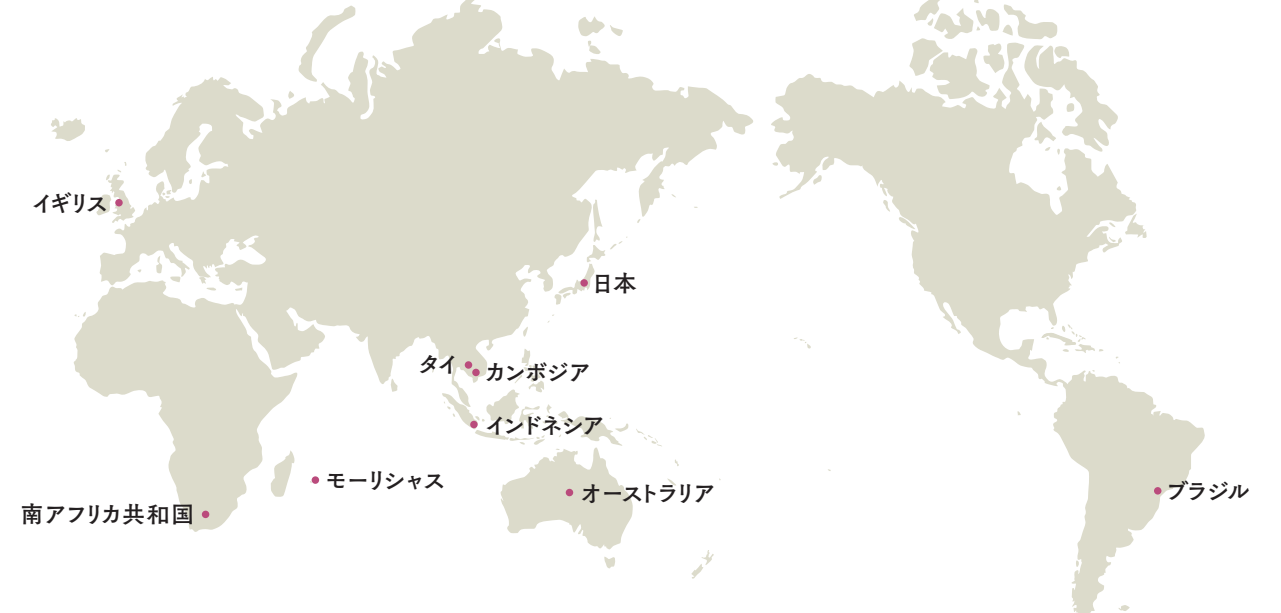 イギリス
日本
タイ
カンボジア
インドネシア
モーリシャス
オーストラリア
ブラジル
南アフリカ共和国